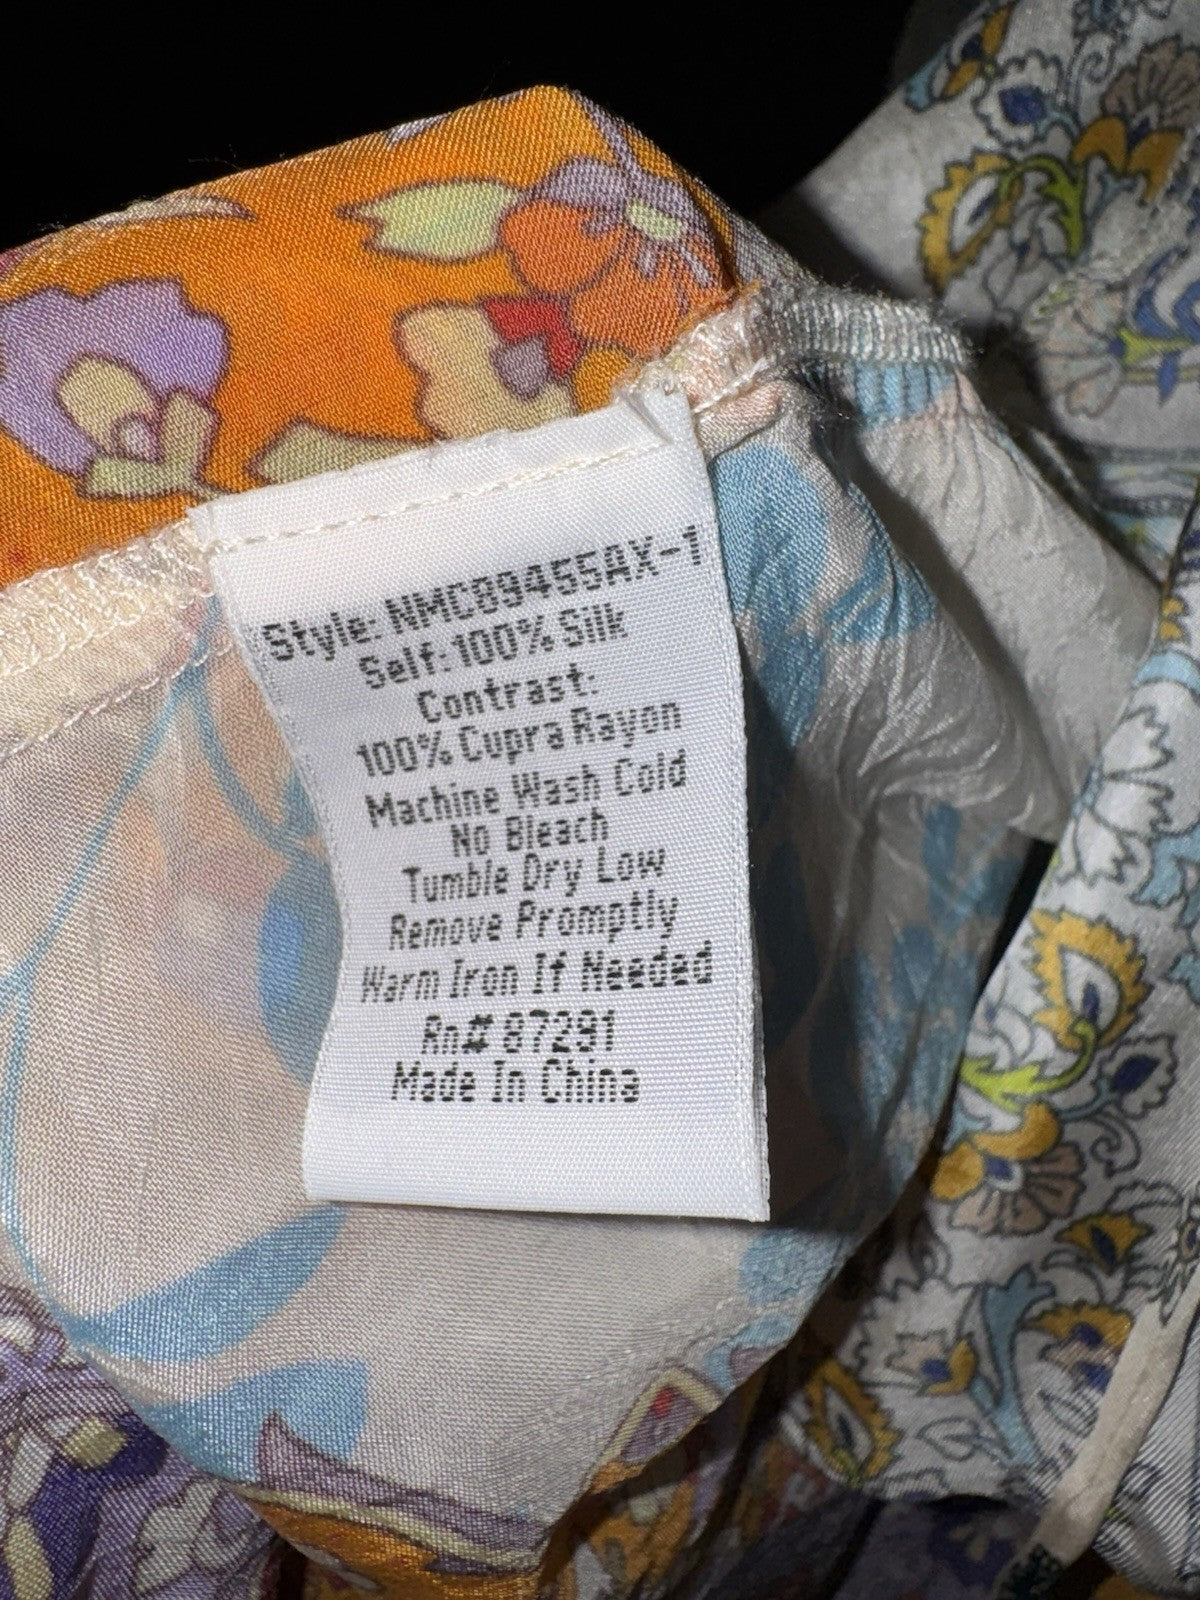 Style: NMC89455AX-1
Self:100% Silk
Contrast:
100% Cupra Rayon
Machine Wash Cold
No Bleach
Tumble Dry Low
Remove Promptly
Warm Iron If Needed
Rn# 87291
Made In China